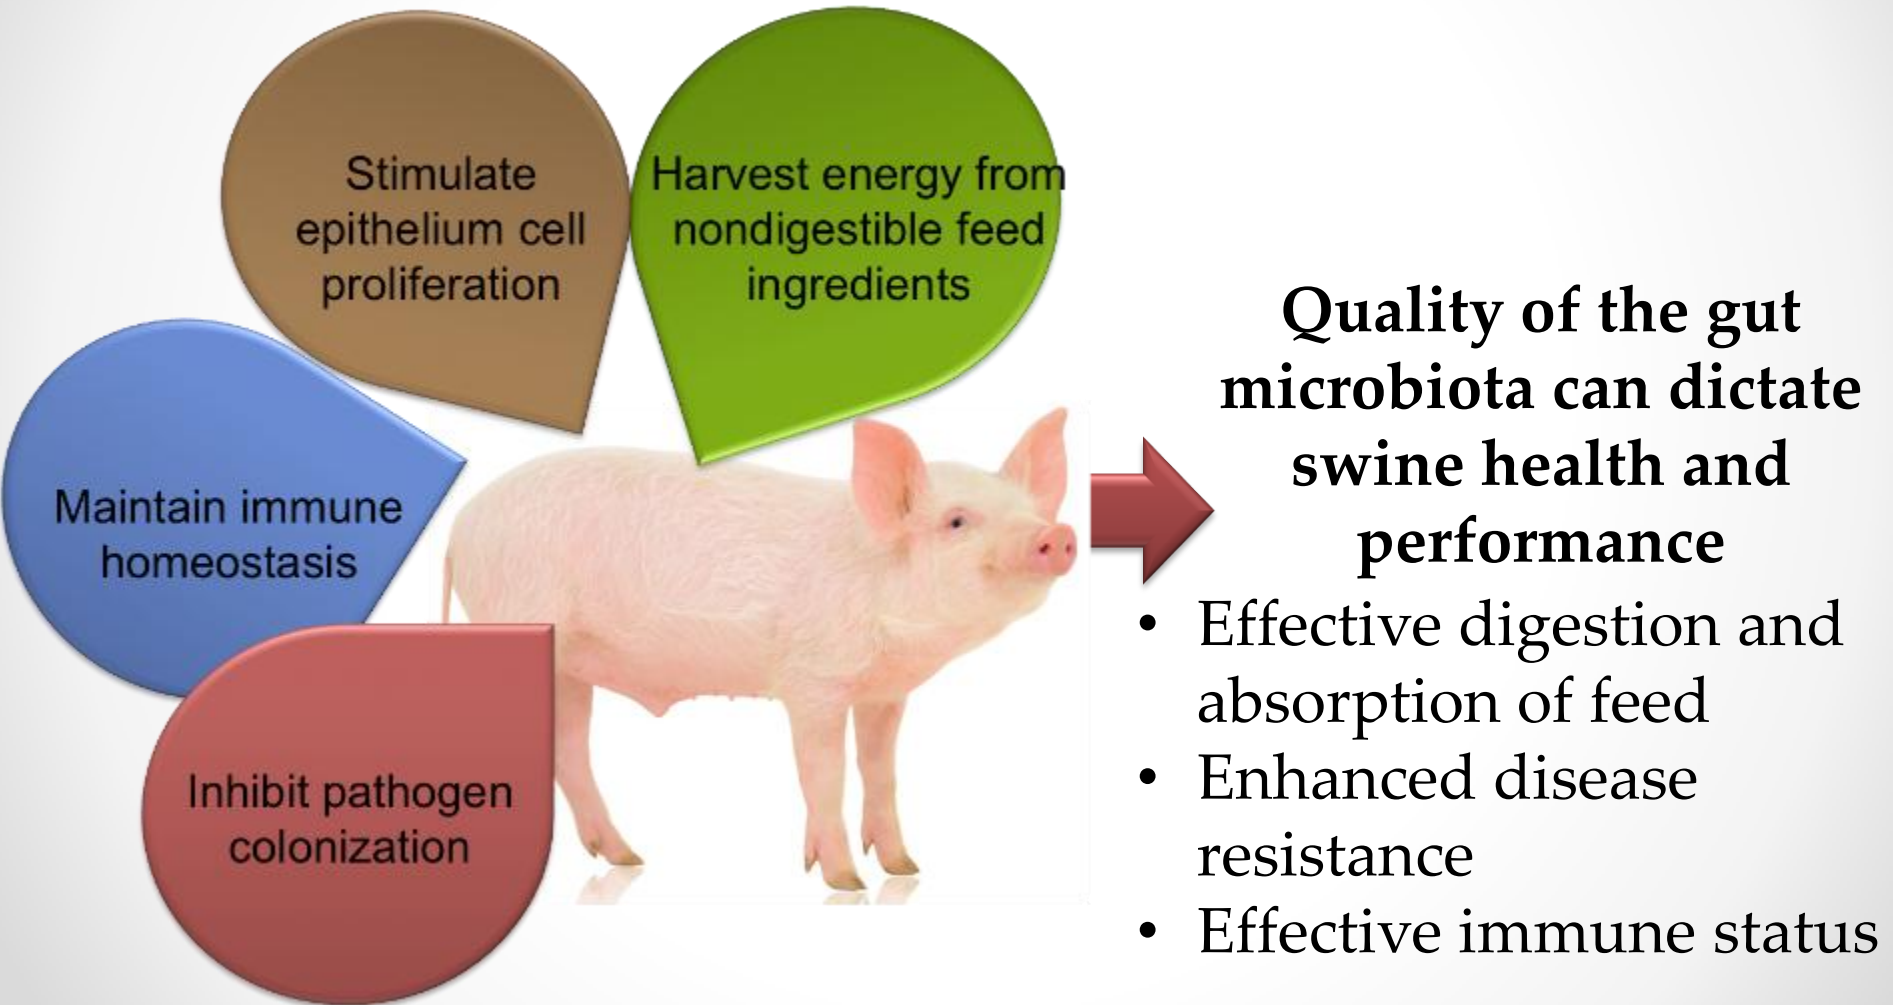 Stimulate
epithelium cell
proliferation
Harvest energy from
nondigestible feed
ingredients
Maintain immune
homeostasis
Inhibit pathogen
colonization
Quality of the gut
microbiota can dictate
swine health and
performance
• Effective digestion and
absorption of feed
• Enhanced disease
resistance
• Effective immune status